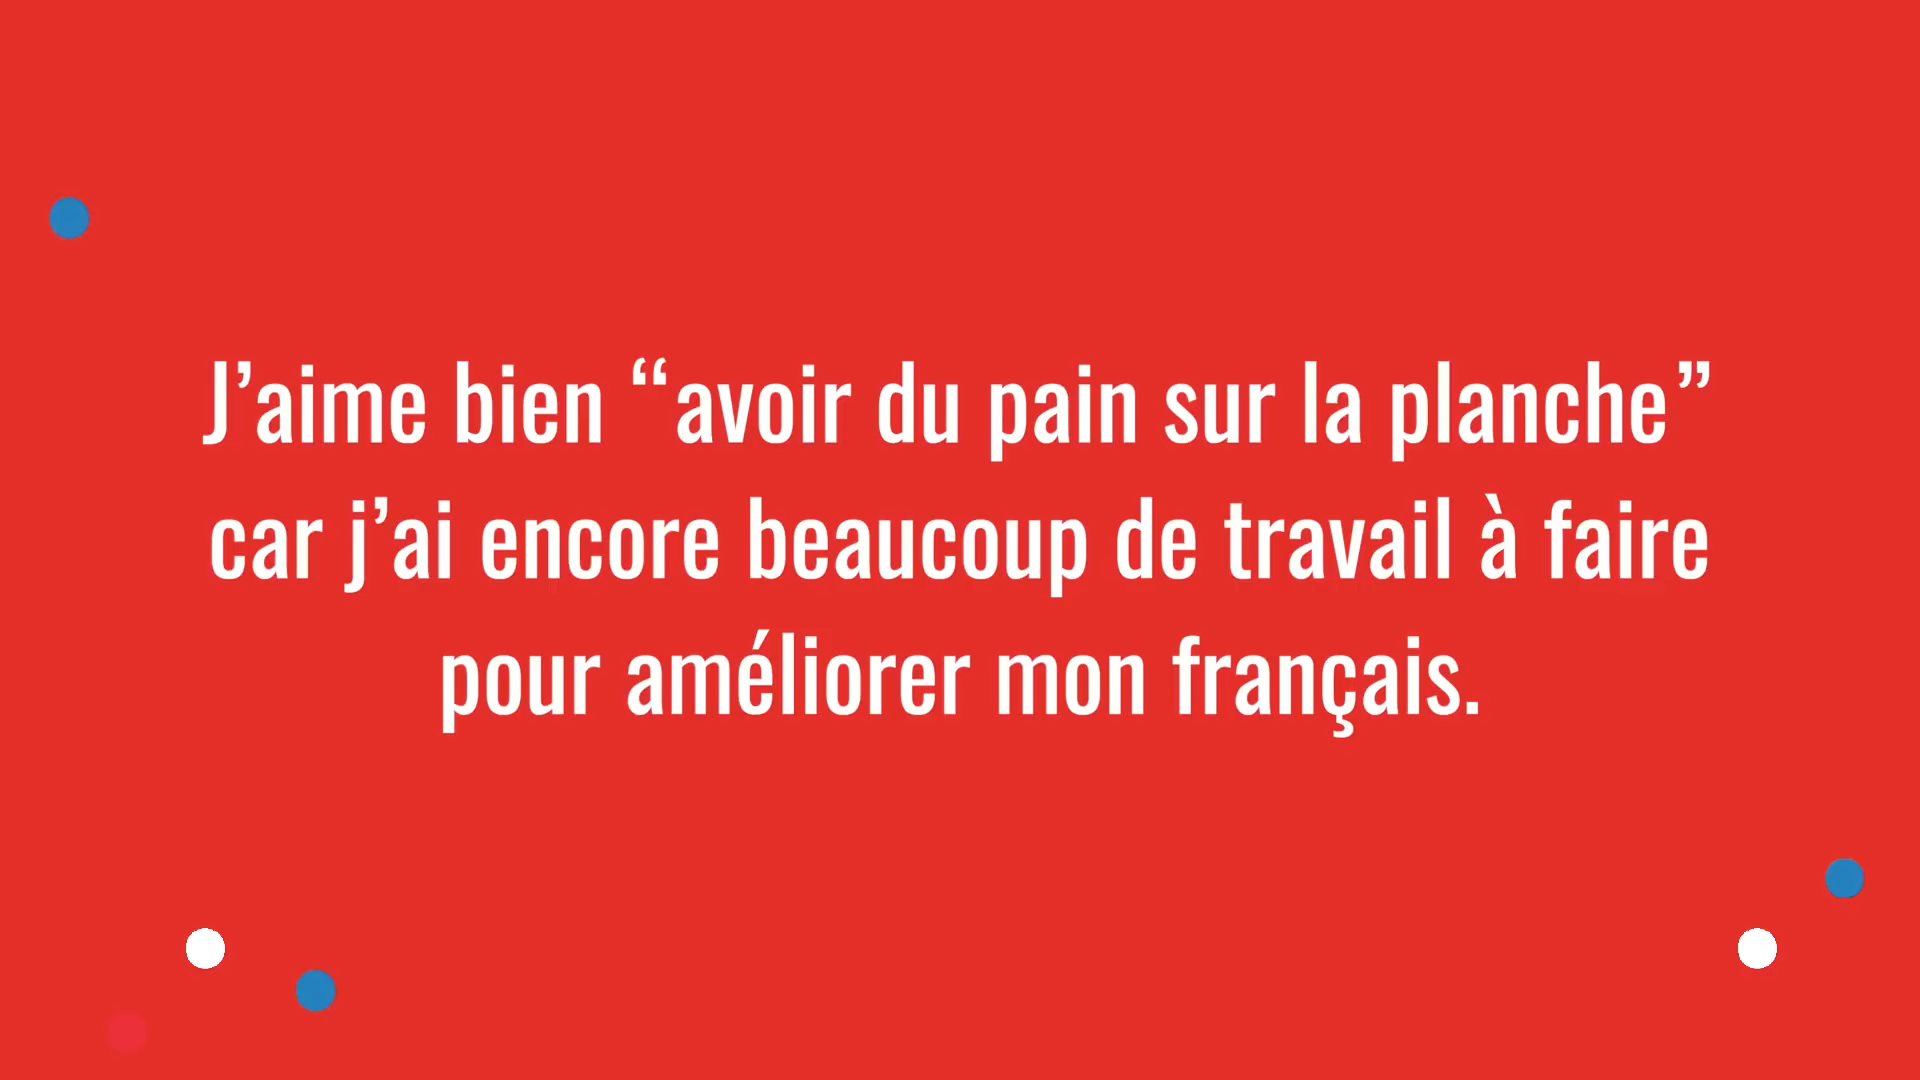 J’aime bien “avoir du pain sur la planche”
car j’ai encore beaucoup de travail à faire
pour améliorer mon français.